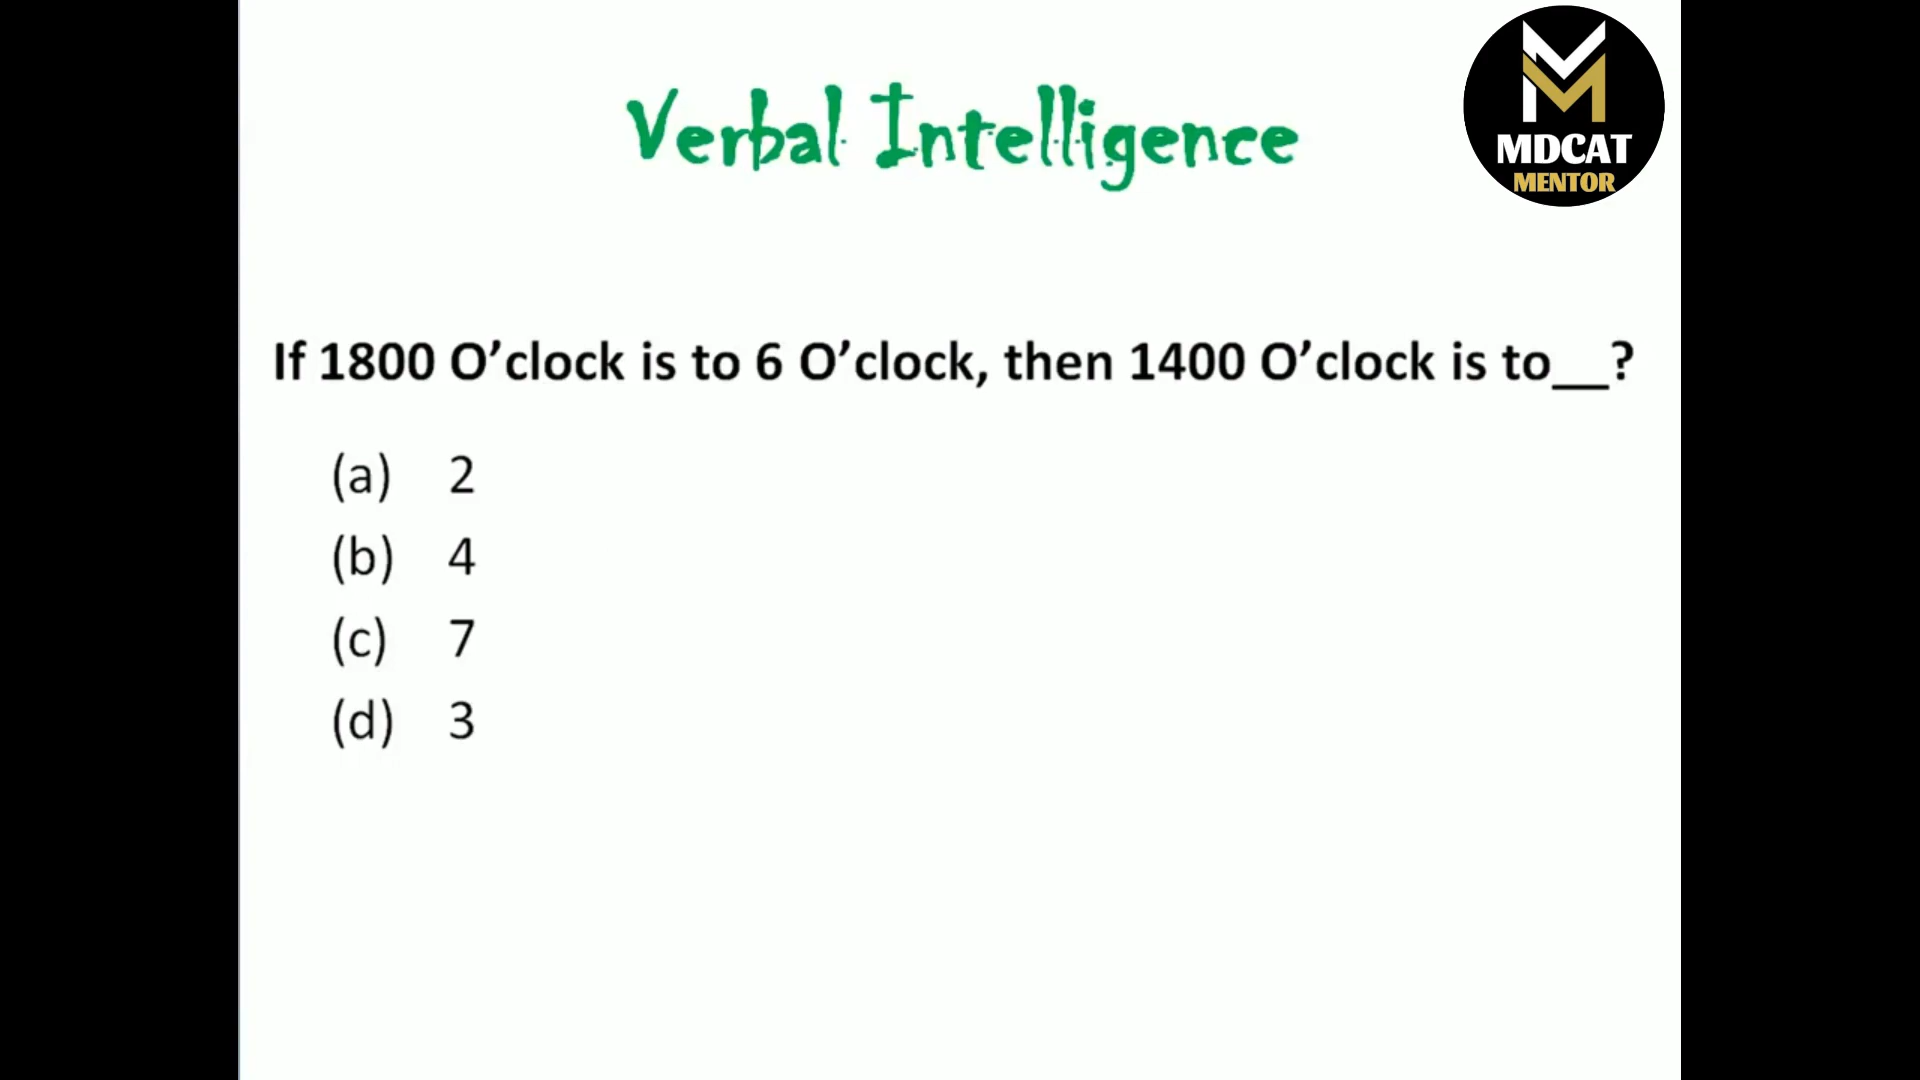 Verbal Intelligence
MDCAT
MENTOR
If 1800 O’clock is to 6 O’clock, then 1400 O’clock is to__?
(a) 2
(b) 4
(c) 7
(d) 3